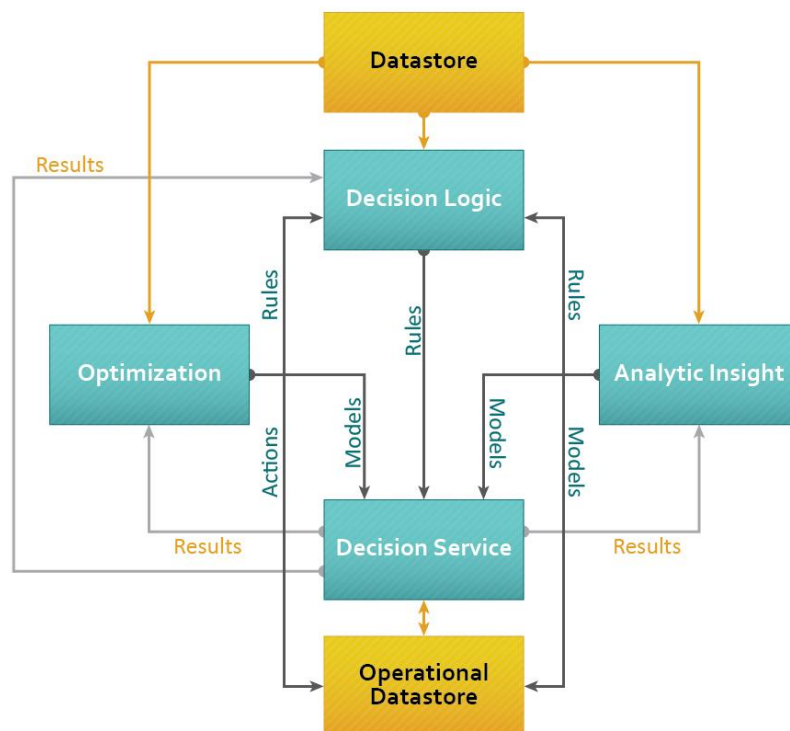 Datastore
Results
Decision Logic
Rules
Rules
Rules
Optimization
Analytic Insight
Actions
Models
Models
Models
Results
Decision Service
Results
Operational
Datastore